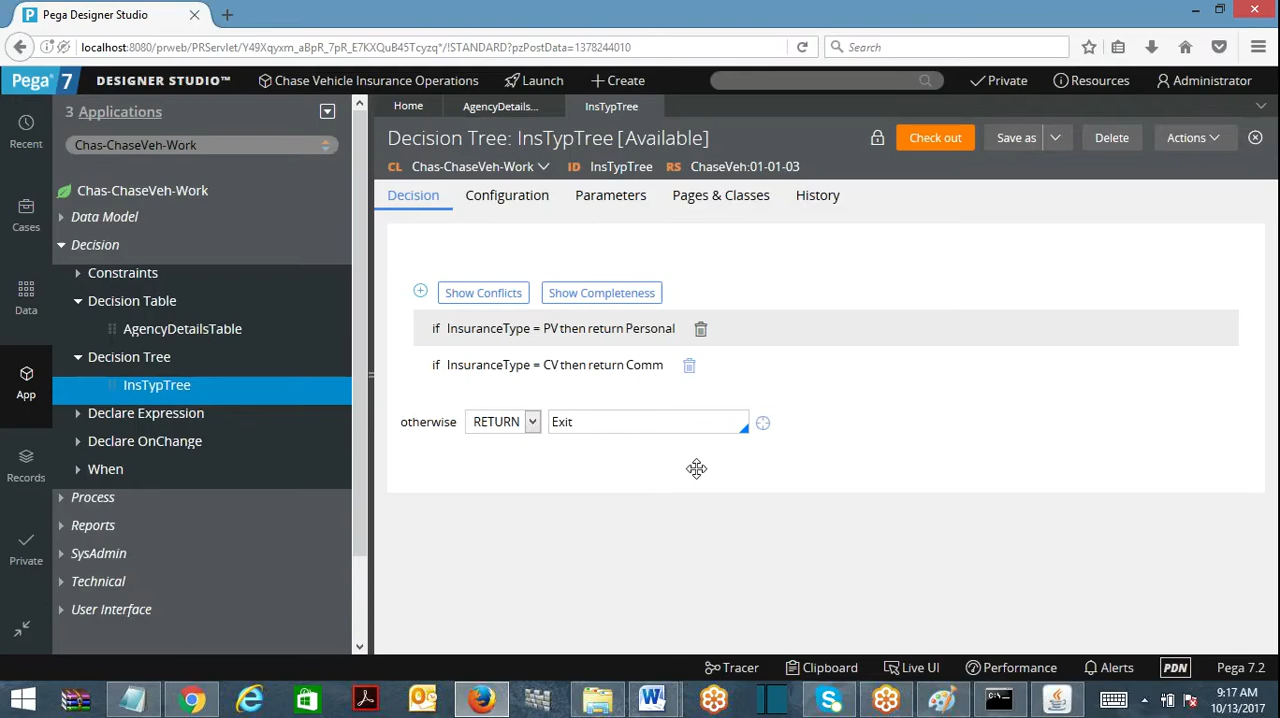 Pega Designer Studio
localhost:8080/prweb/PRServlet/Y49Xqyxm_aBpR_7pR_E7KXQuB45Tcyzq*/!STANDARD?pzPostData=1378244010
Search
Pega 7 DESIGNER STUDIO™ Chase Vehicle Insurance Operations Launch Create Private Resources Administrator
Recent
Cases
Data
App
Records
Private
3 Applications
Chas-ChaseVeh-Work
Chas-ChaseVeh-Work
Data Model
Decision
Constraints
Decision Table
AgencyDetailsTable
Decision Tree
InsTypTree
Declare Expression
Declare OnChange
When
Process
Reports
SysAdmin
Technical
User Interface
Home AgencyDetails... InsTypTree
Decision Tree: InsTypTree [Available]
Check out Save as Delete Actions
CL Chas-ChaseVeh-Work ID InsTypTree RS ChaseVeh:01-01-03
Decision Configuration Parameters Pages & Classes History
Show Conflicts Show Completeness
if InsuranceType = PV then return Personal
if InsuranceType = CV then return Comm
otherwise RETURN Exit
Tracer Clipboard Live UI Performance Alerts PDN Pega 7.2
9:17 AM
10/13/2017